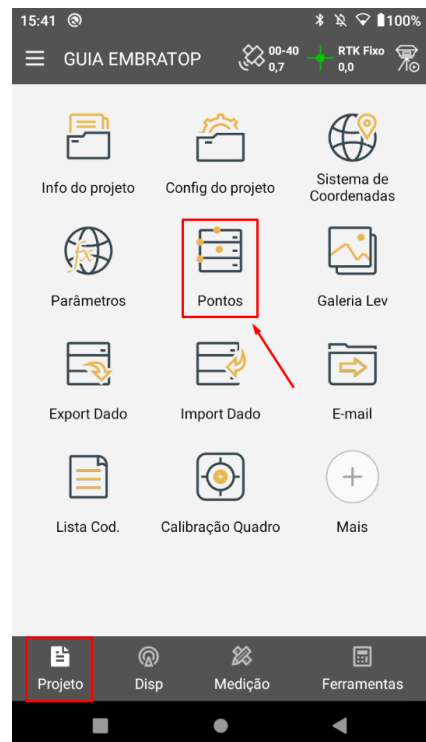 15:41 100%
GUIA EMBRATOP 00-40 RTK Fixo
0,7 0,0
Info do projeto Config do projeto Sistema de
Coordenadas
fx
Parâmetros Pontos Galeria Lev
Export Dado Import Dado E-mail
Lista Cod. Calibração Quadro Mais
Projeto Disp Medição Ferramentas